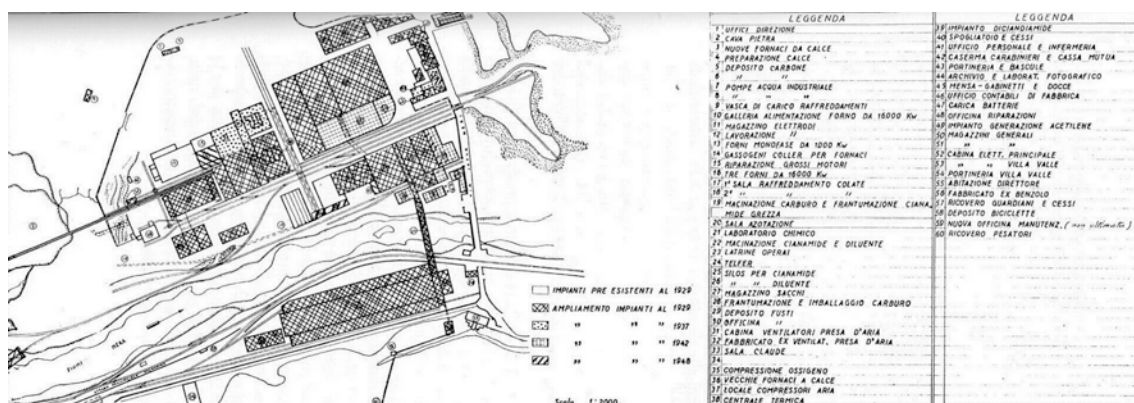 Fiume NERA
IMPIANTI PRE ESISTENTI AL 1929
AMPLIAMENTO IMPIANTI AL 1929
" " " 1937
" " " 1942
" " " 1948
Scala 1:2000
LEGGENDA
1 UFFICI DIREZIONE
2 CAVA PIETRA
3 NUOVE FORNACI DA CALCE
4 PREPARAZIONE CALCE
5 DEPOSITO CARBONE
6 " "
7 POMPE ACQUA INDUSTRIALE
8 " " "
9 VASCA DI CARICO RAFFREDDAMENTI
10 GALLERIA ALIMENTAZIONE FORNO DA 16000 Kw
11 MAGAZZINO ELETTRODI
12 LAVORAZIONE "
13 FORNI MONOFASE DA 1000 Kw
14 GASSOGENI COLLER PER FORNACI
15 RIPARAZIONE GROSSI MOTORI
16 TRE FORNI DA 16000 Kw
17 1ª SALA RAFFREDDAMENTO COLATE
18 2ª " " "
19 MACINAZIONE CARBURO E FRANTUMAZIONE CIANA.
MIDE GREZZA
20 SALA AZOTAZIONE
21 LABORATORIO CHIMICO
22 MACINAZIONE CIANAMIDE E DILUENTE
23 LATRINE OPERAI
24 TELFER
25 SILOS PER CIANAMIDE
26 " " DILUENTE
27 MAGAZZINO SACCHI
28 FRANTUMAZIONE E IMBALLAGGIO CARBURO
29 DEPOSITO FUSTI
30 OFFICINA "
31 CABINA VENTILATORI PRESA D'ARIA
32 FABBRICATO EX VENTILAT. PRESA D'ARIA
33 SALA CLAUDE
34
35 COMPRESSIONE OSSIGENO
36 VECCHIE FORNACI A CALCE
37 LOCALE COMPRESSORI ARIA
38 CENTRALE TERMICA
LEGGENDA
39 IMPIANTO DICIANDIAMIDE
40 SPOGLIATOIO E CESSI
41 UFFICIO PERSONALE E INFERMERIA
42 CASERMA CARABINIERI E CASSA MUTUA
43 PORTINERIA E BASCULE
44 ARCHIVIO E LABORAT. FOTOGRAFICO
45 MENSA-GABINETTI E DOCCE
46 UFFICIO CONTABILI DI FABBRICA
47 CARICA BATTERIE
48 OFFICINA RIPARAZIONI
49 IMPIANTO GENERAZIONE ACETILENE
50 MAGAZZINI GENERALI
51 " "
52 CABINA ELETT. PRINCIPALE
53 " " VILLA VALLE
54 PORTINERIA VILLA VALLE
55 ABITAZIONE DIRETTORE
56 FABBRICATO EX BENZOLO
57 RICOVERO GUARDIANI E CESSI
58 DEPOSITO BICICLETTE
59 NUOVA OFFICINA MANUTENZ. (non ultimata)
60 RICOVERO PESATORI